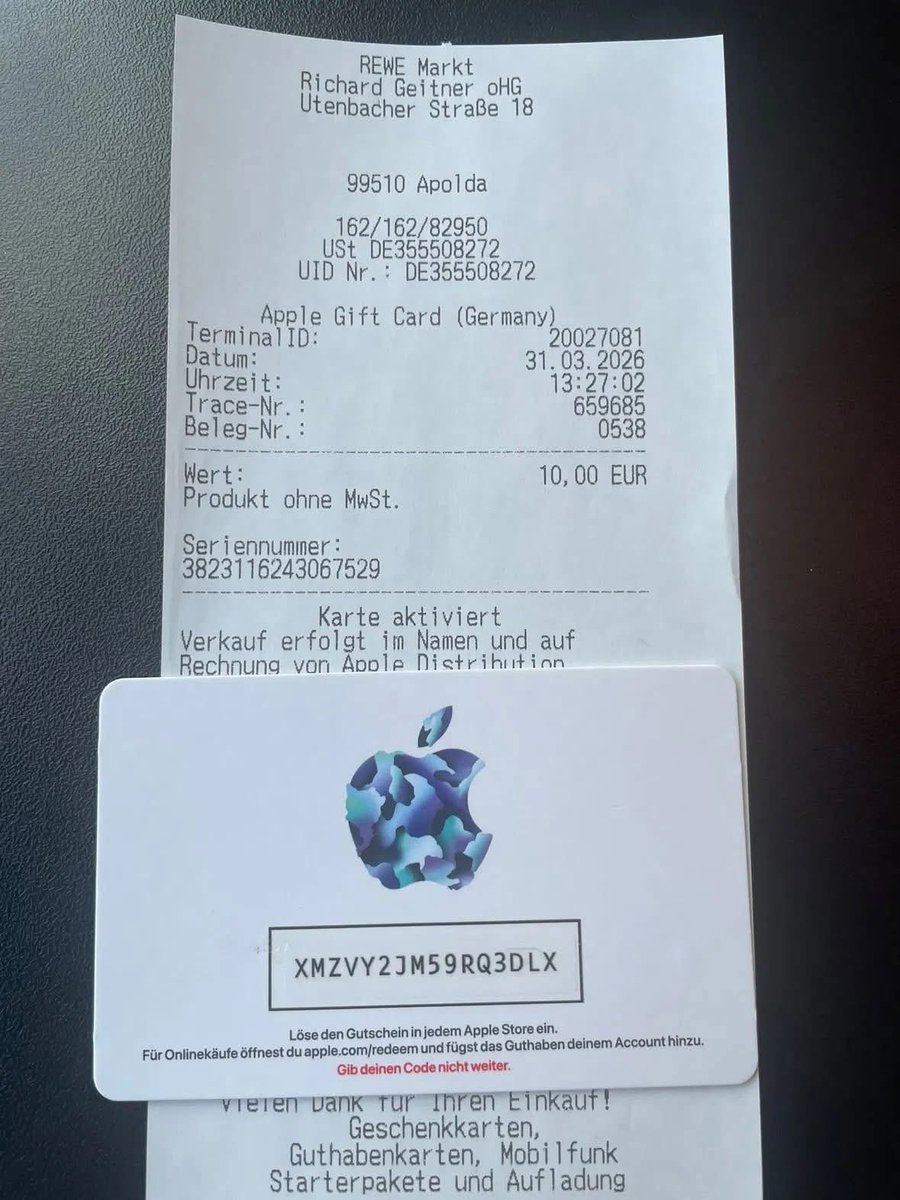 REWE Markt
Richard Geitner oHG
Utenbacher Straße 18
99510 Apolda
162/162/82950
USt DE355508272
UID Nr.: DE355508272
Apple Gift Card (Germany)
TerminalID: 20027081
Datum: 31.03.2026
Uhrzeit: 13:27:02
Trace-Nr.: 659685
Beleg-Nr.: 0538
Wert: 10,00 EUR
Produkt ohne MwSt.
Seriennummer:
3823116243067529
Karte aktiviert
Verkauf erfolgt im Namen und auf
Rechnung von Apple Distribution
XMZVY2JM59RQ3DLX
Löse den Gutschein in jedem Apple Store ein.
Für Onlinekäufe öffnest du apple.com/redeem und fügst das Guthaben deinem Account hinzu.
Gib deinen Code nicht weiter.
Vielen Dank für Ihren Einkauf!
Geschenkkarten,
Guthabenkarten, Mobilfunk
Starterpakete und Aufladung